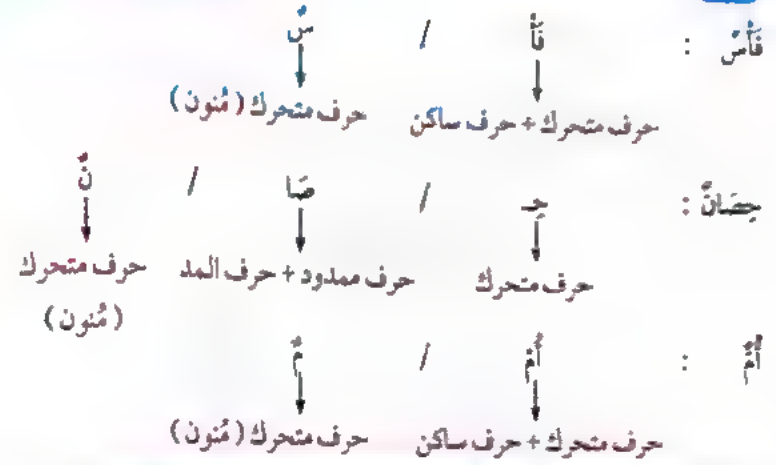 فَأْسٌ : فَأْ / سٌ
حرف متحرك + حرف ساكن حرف متحرك (مُنون)
حِصَانٌ : حِـ / صَا / نٌ
حرف متحرك حرف ممدود + حرف المد حرف متحرك
(مُنون)
أُمٌّ : أُمْ / مٌ
حرف متحرك + حرف ساكن حرف متحرك (مُنون)